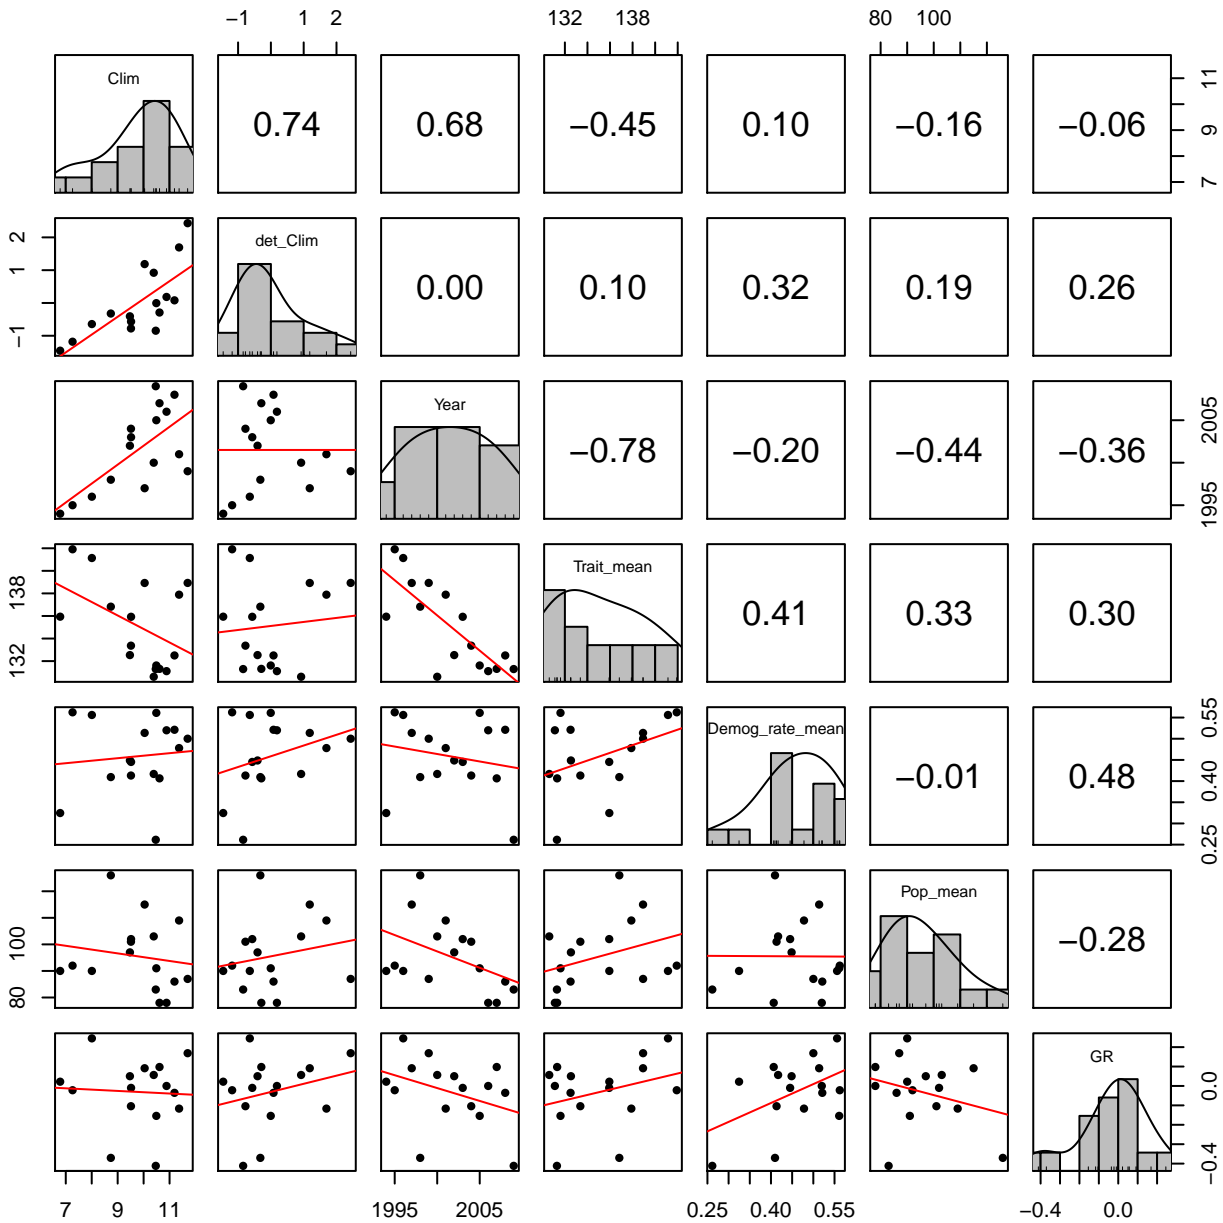 −1 1 2 132 138 80 100
Clim 0.74 0.68 −0.45 0.10 −0.16 −0.06 7 9 11
−1 1 2 det_Clim 0.00 0.10 0.32 0.19 0.26
Year −0.78 −0.20 −0.44 −0.36 1995 2005
132 138 Trait_mean 0.41 0.33 0.30
Demog_rate_mean −0.01 0.48 0.25 0.40 0.55
80 100 Pop_mean −0.28
GR −0.4 0.0
7 9 11 1995 2005 0.25 0.40 0.55 −0.4 0.0